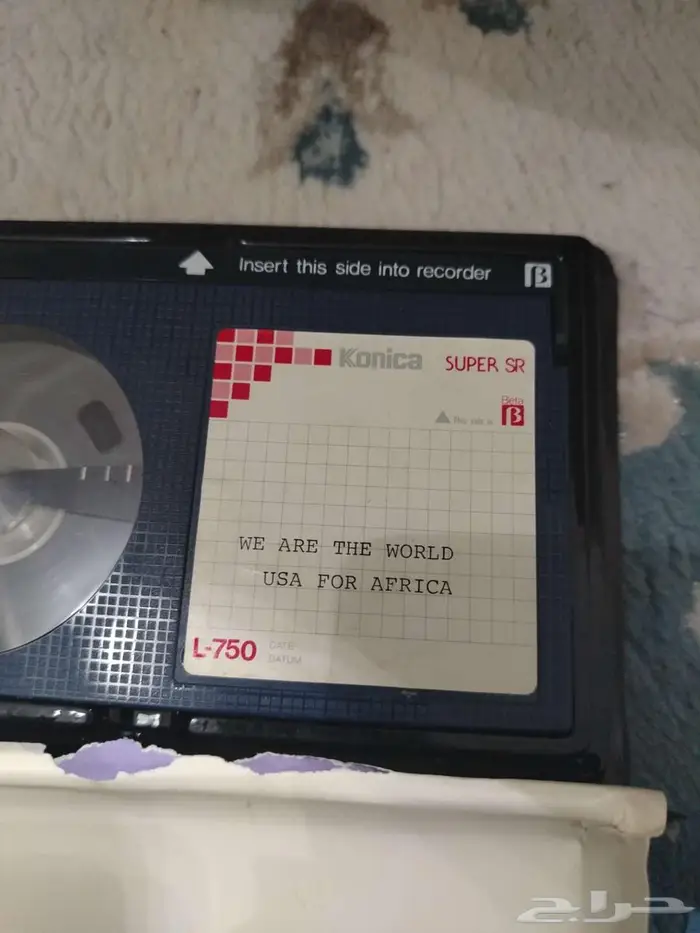 Insert this side into recorder β
Konica SUPER SR
Beta
β
WE ARE THE WORLD
USA FOR AFRICA
L-750
DATE
DATUM
حراج